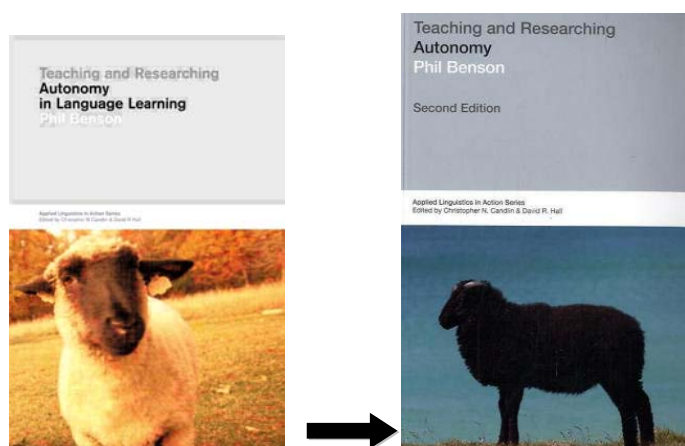 Teaching and Researching
Autonomy
in Language Learning
Phil Benson
Applied Linguistics in Action Series
Edited by Christopher N Candlin & David R Hall
Teaching and Researching
Autonomy
Phil Benson
Second Edition
Applied Linguistics in Action Series
Edited by Christopher N. Candlin & David R. Hall